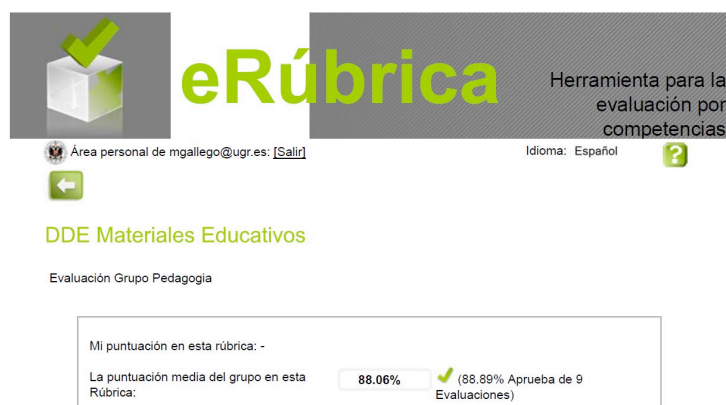 eRúbrica
Herramienta para la
evaluación por
competencias
Área personal de mgallego@ugr.es: [Salir]
Idioma: Español
?
DDE Materiales Educativos
Evaluación Grupo Pedagogia
Mi puntuación en esta rúbrica: -
La puntuación media del grupo en esta
Rúbrica:
88.06%
(88.89% Aprueba de 9
Evaluaciones)